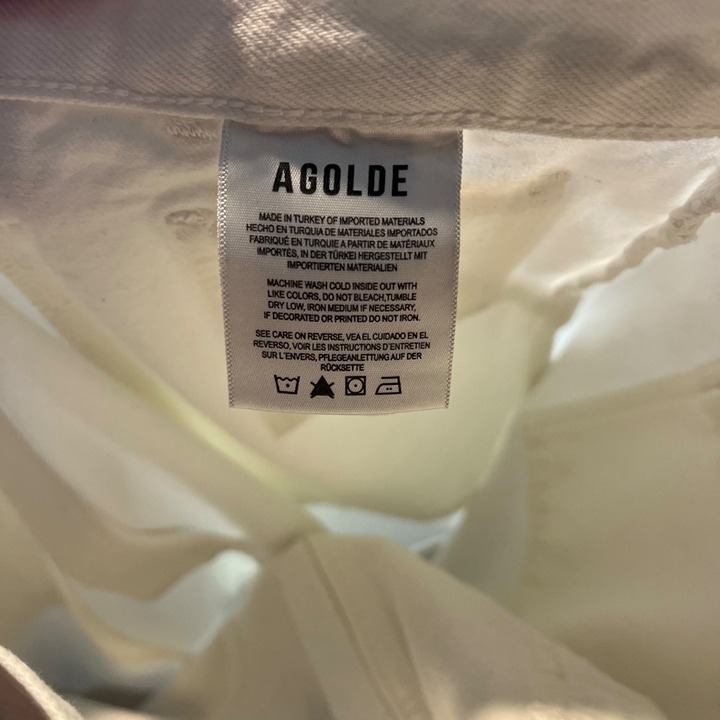 AGOLDE
MADE IN TURKEY OF IMPORTED MATERIALS
HECHO EN TURQUIA DE MATERIALES IMPORTADOS
FABRIQUÉ EN TURQUIE A PARTIR DE MATÉRIAUX
IMPORTÉS, IN DER TÜRKEI HERGESTELLT MIT
IMPORTIERTEN MATERIALIEN
MACHINE WASH COLD INSIDE OUT WITH
LIKE COLORS, DO NOT BLEACH,TUMBLE
DRY LOW, IRON MEDIUM IF NECESSARY,
IF DECORATED OR PRINTED DO NOT IRON.
SEE CARE ON REVERSE, VEA EL CUIDADO EN EL
REVERSO, VOIR LES INSTRUCTIONS D'ENTRETIEN
SUR L'ENVERS, PFLEGEANLETTUNG AUF DER
RÜCKSETTE